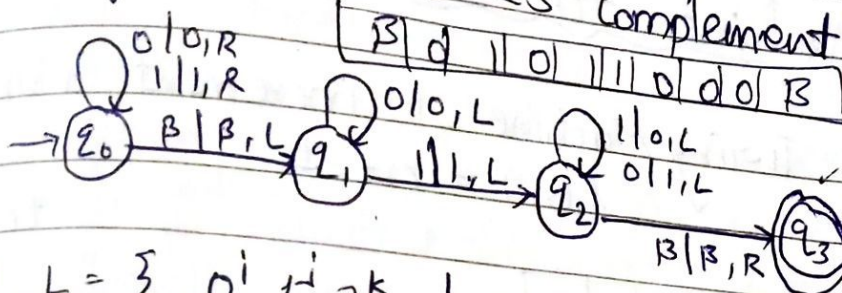 Complement
B | 0 | 1 | 0 | 1 | 1 | 0 | 0 | 0 | B
0/0,R
1/1,R
0/0,L
1/0,L
0/1,L
→ q0 B/B,L q1 1/1,L q2 B/B,R q3
L = {